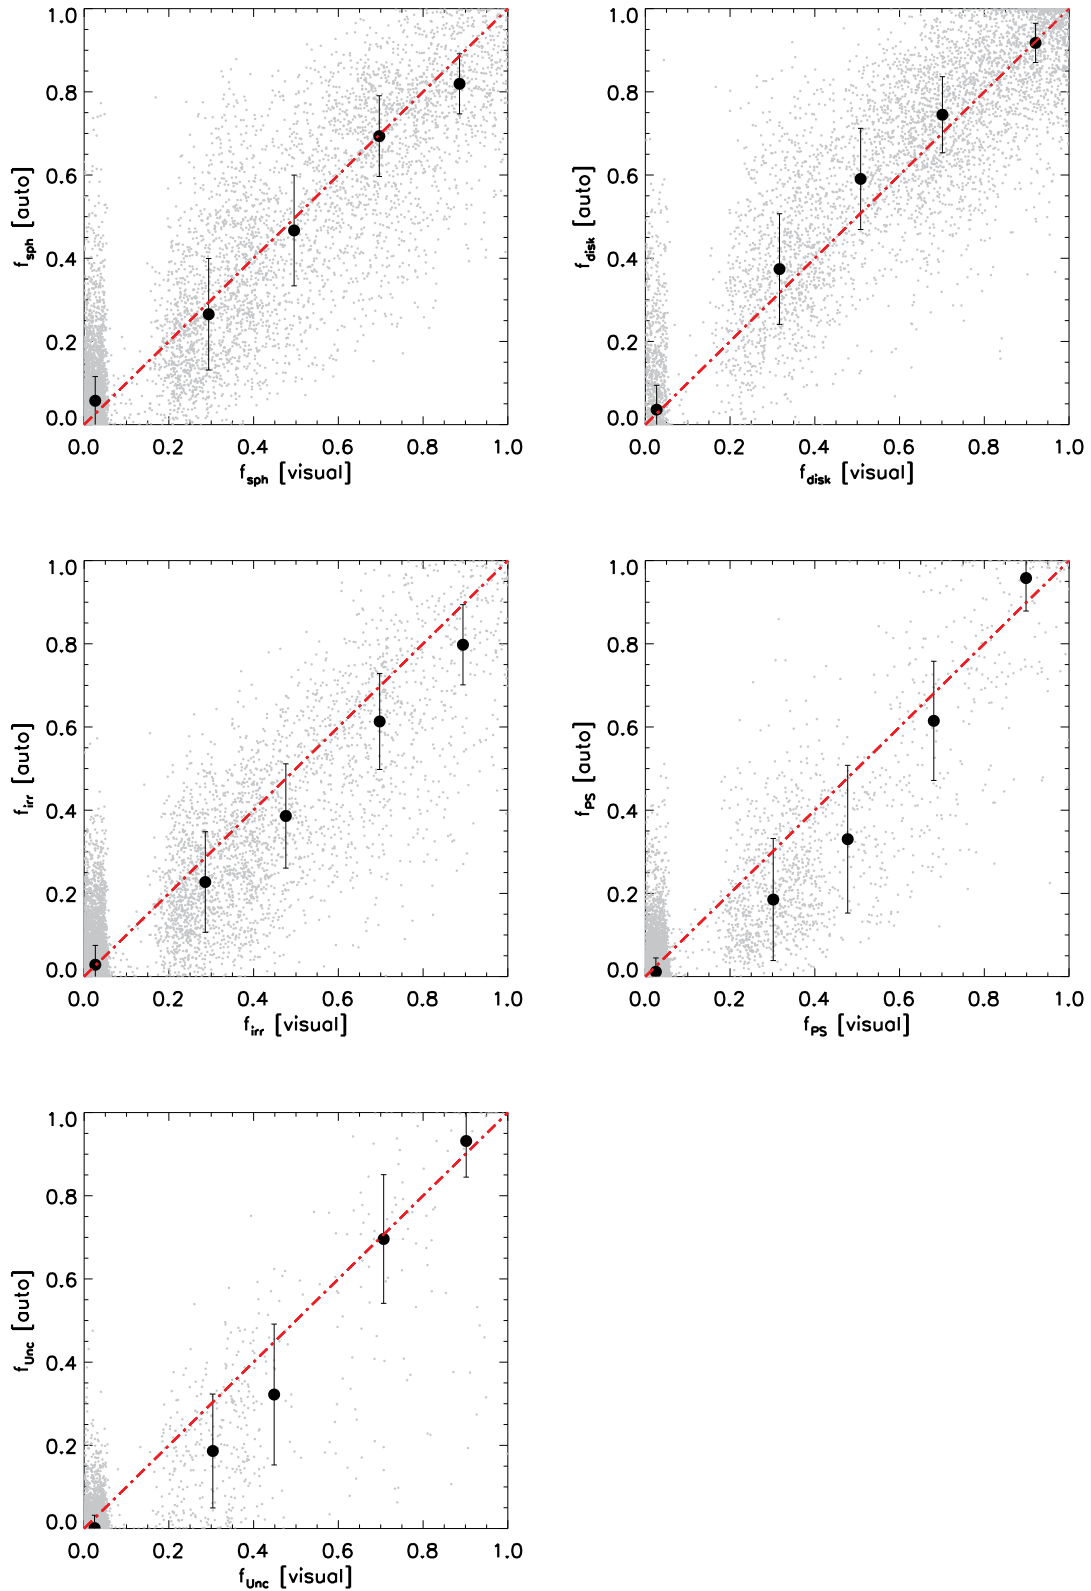 1.0
0.8
0.6
0.4
0.2
0.0
f_sph [auto]
0.0 0.2 0.4 0.6 0.8 1.0
f_sph [visual]
1.0
0.8
0.6
0.4
0.2
0.0
f_disk [auto]
0.0 0.2 0.4 0.6 0.8 1.0
f_disk [visual]
1.0
0.8
0.6
0.4
0.2
0.0
f_irr [auto]
0.0 0.2 0.4 0.6 0.8 1.0
f_irr [visual]
1.0
0.8
0.6
0.4
0.2
0.0
f_PS [auto]
0.0 0.2 0.4 0.6 0.8 1.0
f_PS [visual]
1.0
0.8
0.6
0.4
0.2
0.0
f_Unc [auto]
0.0 0.2 0.4 0.6 0.8 1.0
f_Unc [visual]